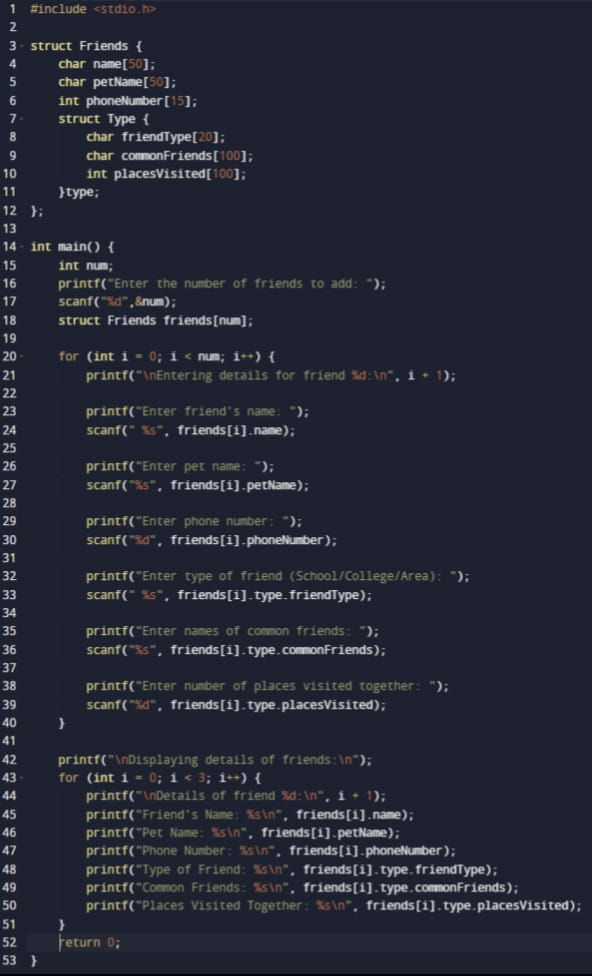 1 #include <stdio.h>
2
3 struct Friends {
4     char name[50];
5     char petName[50];
6     int phoneNumber[15];
7     struct Type {
8         char friendType[20];
9         char commonFriends[100];
10         int placesVisited[100];
11     }type;
12 };
13
14 int main() {
15     int num;
16     printf("Enter the number of friends to add: ");
17     scanf("%d",&num);
18     struct Friends friends[num];
19
20     for (int i = 0; i < num; i++) {
21         printf("\nEntering details for friend %d:\n", i + 1);
22
23         printf("Enter friend's name: ");
24         scanf(" %s", friends[i].name);
25
26         printf("Enter pet name: ");
27         scanf("%s", friends[i].petName);
28
29         printf("Enter phone number: ");
30         scanf("%d", friends[i].phoneNumber);
31
32         printf("Enter type of friend (School/College/Area): ");
33         scanf(" %s", friends[i].type.friendType);
34
35         printf("Enter names of common friends: ");
36         scanf("%s", friends[i].type.commonFriends);
37
38         printf("Enter number of places visited together: ");
39         scanf("%d", friends[i].type.placesVisited);
40     }
41
42     printf("\nDisplaying details of friends:\n");
43     for (int i = 0; i < 3; i++) {
44         printf("\nDetails of friend %d:\n", i + 1);
45         printf("Friend's Name: %s\n", friends[i].name);
46         printf("Pet Name: %s\n", friends[i].petName);
47         printf("Phone Number: %s\n", friends[i].phoneNumber);
48         printf("Type of Friend: %s\n", friends[i].type.friendType);
49         printf("Common Friends: %s\n", friends[i].type.commonFriends);
50         printf("Places Visited Together: %s\n", friends[i].type.placesVisited);
51     }
52     return 0;
53 }